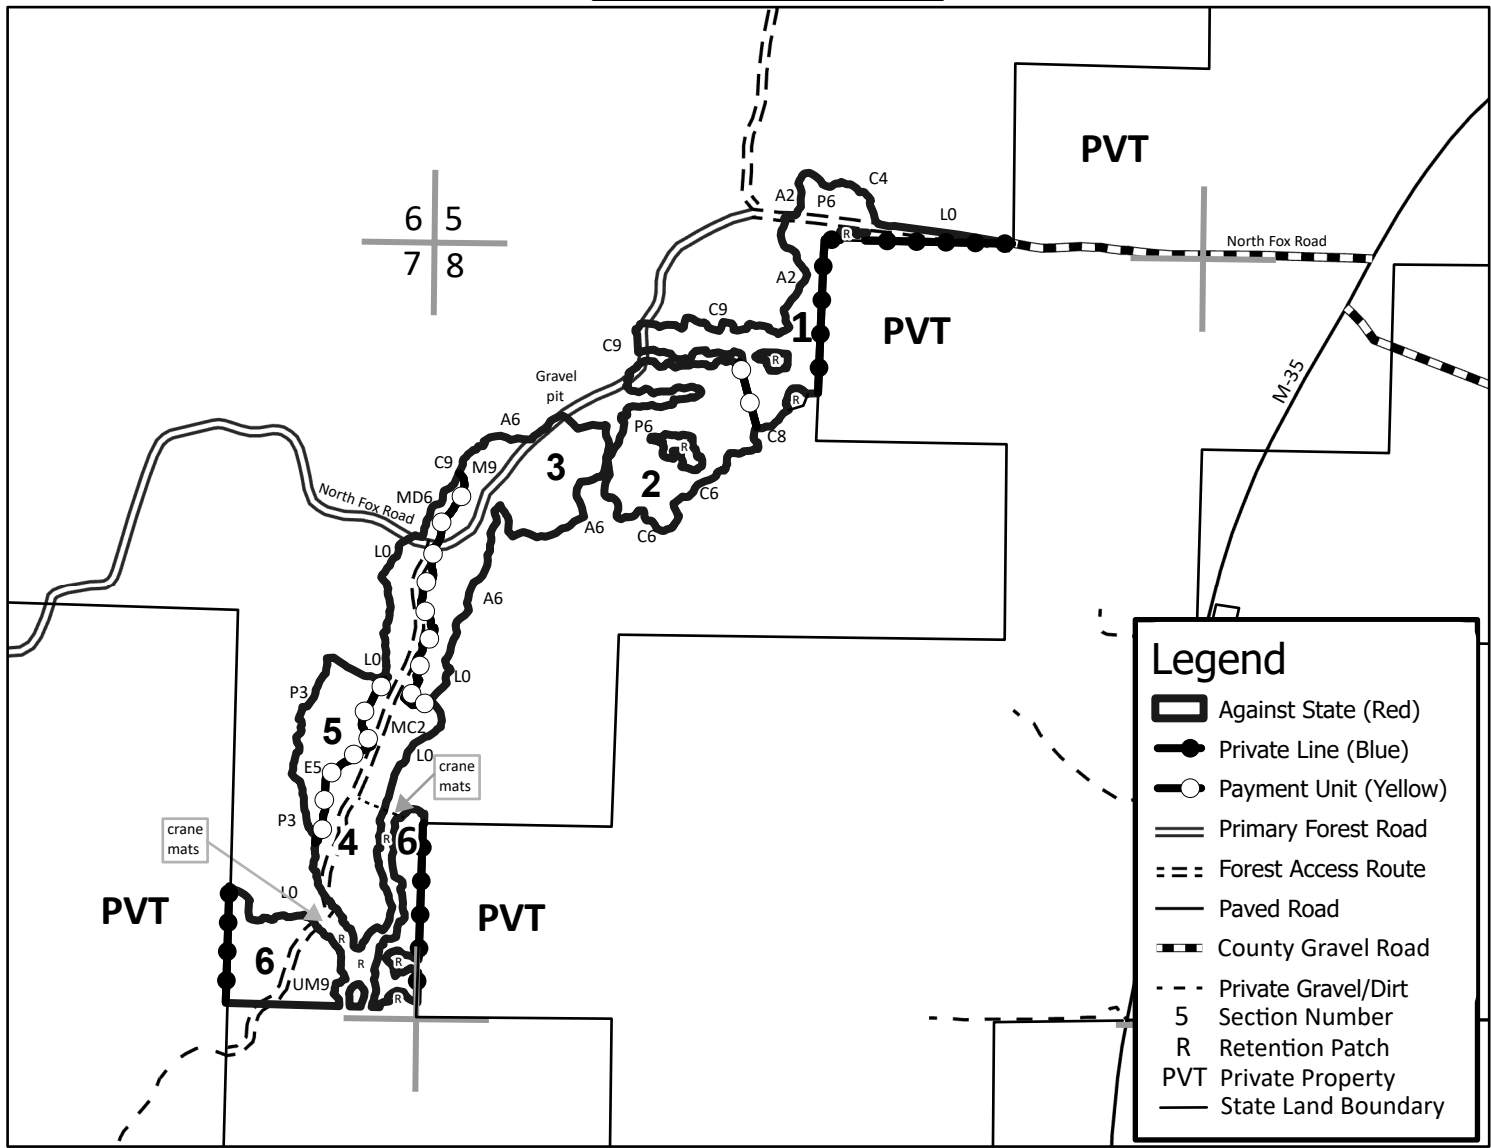 PVT
C4
A2
P6
L0
6 5
7 8
R
North Fox Road
A2
C9
1
PVT
C9
R
Gravel
pit
M-35
R
A6
P6
C8
R
C9
M9
3
2
MD6
C6
North Fox Road
A6
C6
L0
A6
L0
L0
P3
5
MC2
L0
E5
crane
mats
P3
crane
mats
4
R
6
L0
PVT
PVT
R
6
R
R
UM9
R
Legend
Against State (Red)
Private Line (Blue)
Payment Unit (Yellow)
Primary Forest Road
Forest Access Route
Paved Road
County Gravel Road
Private Gravel/Dirt
5 Section Number
R Retention Patch
PVT Private Property
State Land Boundary